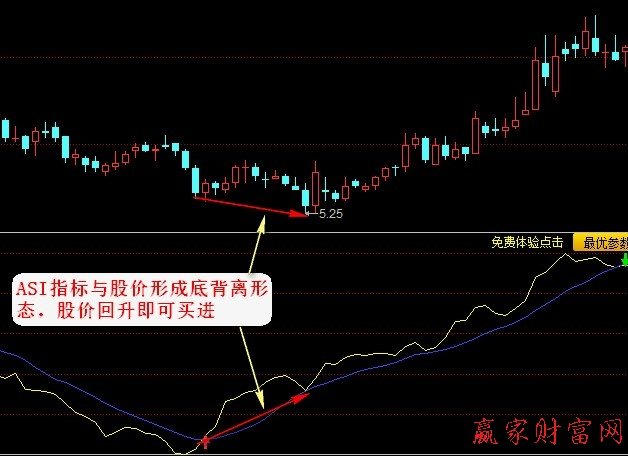 5.25
免费体验点击
最优参数
ASI指标与股价形成底背离形
态，股价回升即可买进
赢家财富网